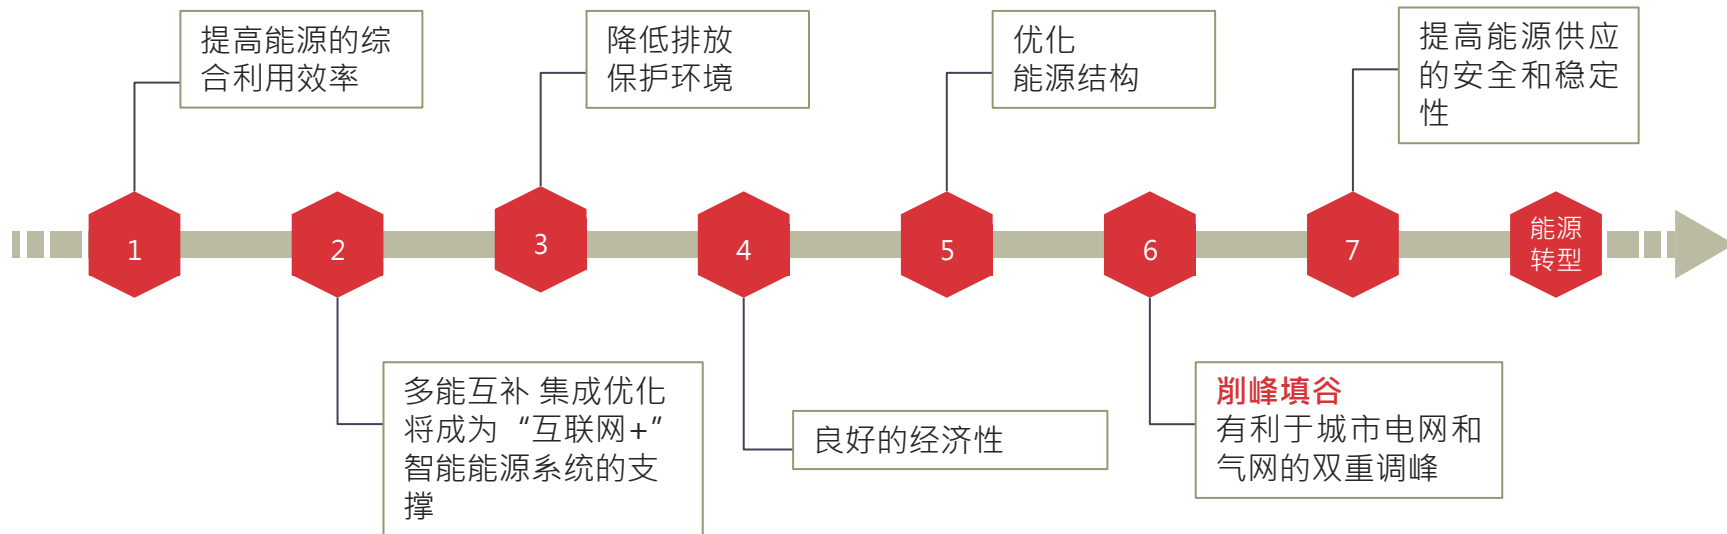 提高能源的综
合利用效率
降低排放
保护环境
优化
能源结构
提高能源供应
的安全和稳定
性
1
2
3
4
5
6
7
能源
转型
多能互补 集成优化
将成为“互联网+”
智能能源系统的支
撑
良好的经济性
削峰填谷
有利于城市电网和
气网的双重调峰